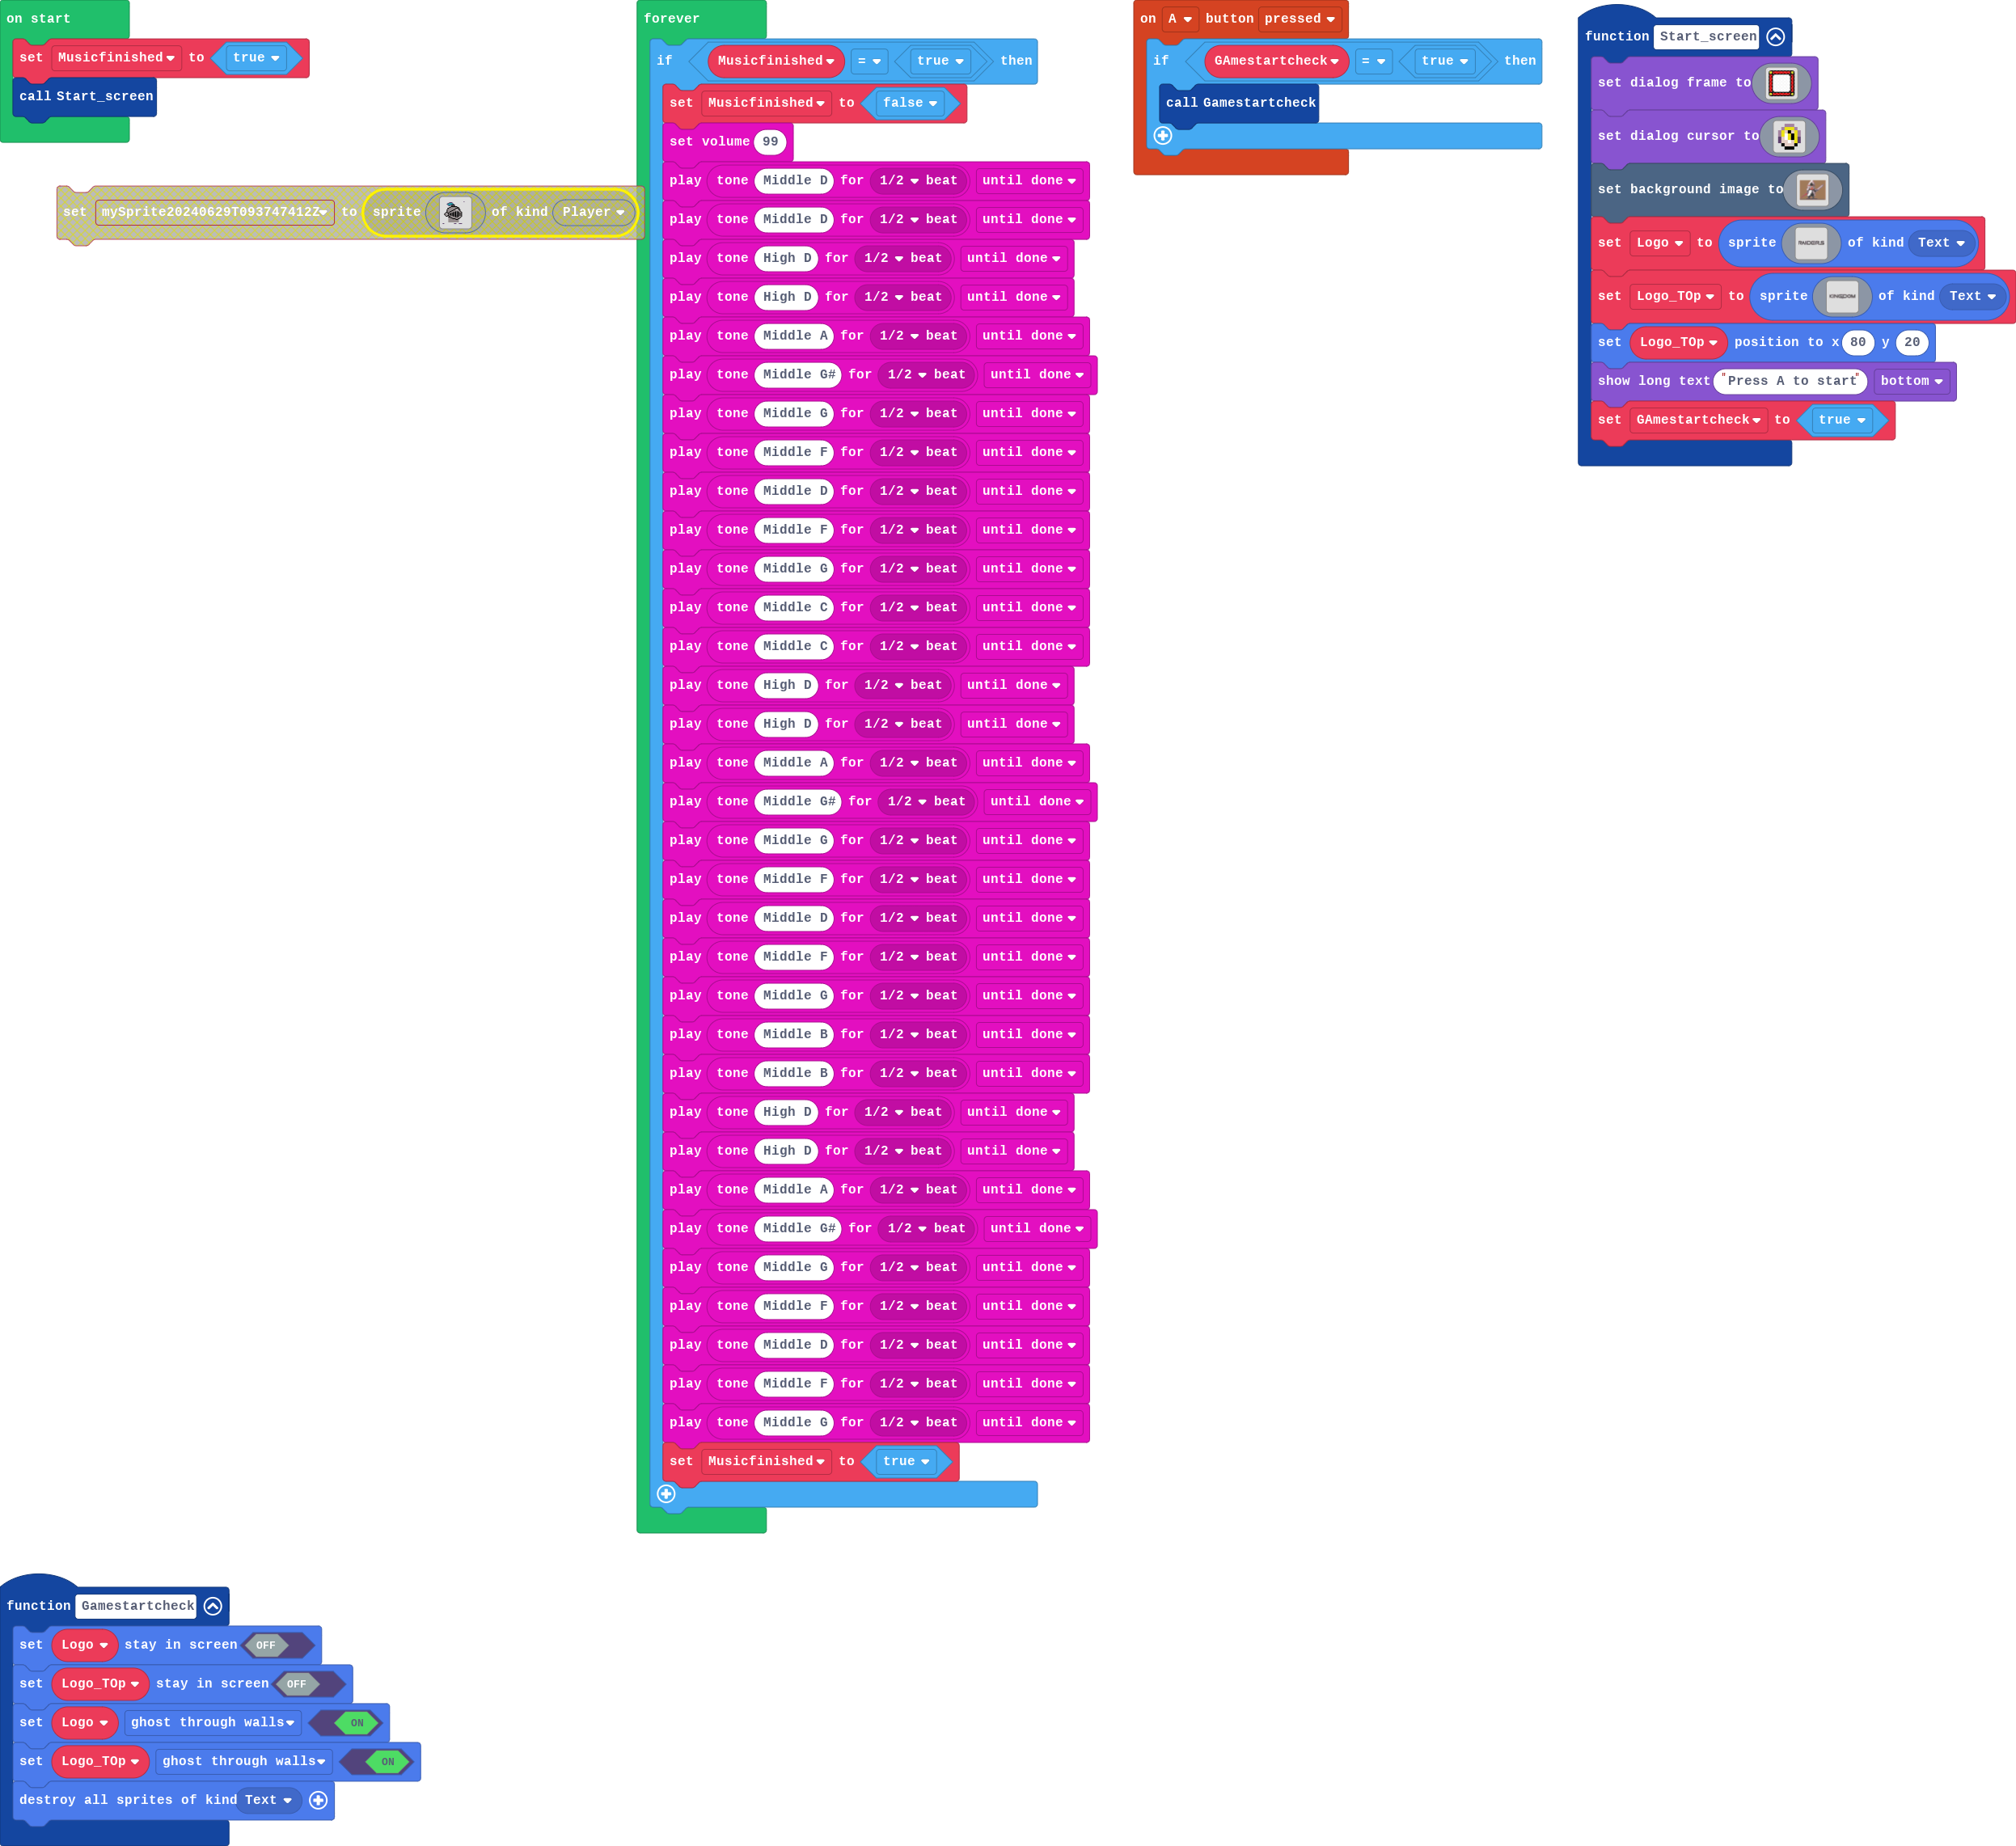 on start
set Musicfinished to true
call Start_screen
set mySprite20240629T093747412Z to sprite of kind Player
forever
if Musicfinished = true then
set Musicfinished to false
set volume 99
play tone Middle D for 1/2 beat until done
play tone Middle D for 1/2 beat until done
play tone High D for 1/2 beat until done
play tone High D for 1/2 beat until done
play tone Middle A for 1/2 beat until done
play tone Middle G# for 1/2 beat until done
play tone Middle G for 1/2 beat until done
play tone Middle F for 1/2 beat until done
play tone Middle D for 1/2 beat until done
play tone Middle F for 1/2 beat until done
play tone Middle G for 1/2 beat until done
play tone Middle C for 1/2 beat until done
play tone Middle C for 1/2 beat until done
play tone High D for 1/2 beat until done
play tone High D for 1/2 beat until done
play tone Middle A for 1/2 beat until done
play tone Middle G# for 1/2 beat until done
play tone Middle G for 1/2 beat until done
play tone Middle F for 1/2 beat until done
play tone Middle D for 1/2 beat until done
play tone Middle F for 1/2 beat until done
play tone Middle G for 1/2 beat until done
play tone Middle B for 1/2 beat until done
play tone Middle B for 1/2 beat until done
play tone High D for 1/2 beat until done
play tone High D for 1/2 beat until done
play tone Middle A for 1/2 beat until done
play tone Middle G# for 1/2 beat until done
play tone Middle G for 1/2 beat until done
play tone Middle F for 1/2 beat until done
play tone Middle D for 1/2 beat until done
play tone Middle F for 1/2 beat until done
play tone Middle G for 1/2 beat until done
set Musicfinished to true
on A button pressed
if GAmestartcheck = true then
call Gamestartcheck
function Start_screen
set dialog frame to
set dialog cursor to
set background image to
set Logo to sprite of kind Text
set Logo_TOp to sprite KINGDOM of kind Text
set Logo_TOp position to x 80 y 20
show long text "Press A to start" bottom
set GAmestartcheck to true
function Gamestartcheck
set Logo stay in screen OFF
set Logo_TOp stay in screen OFF
set Logo ghost through walls ON
set Logo_TOp ghost through walls ON
destroy all sprites of kind Text